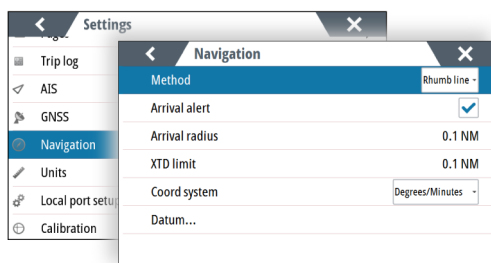 Settings
Trip log
AIS
GNSS
Navigation
Units
Local port setup
Calibration
Navigation
Method Rhumb line
Arrival alert
Arrival radius 0.1 NM
XTD limit 0.1 NM
Coord system Degrees/Minutes
Datum...